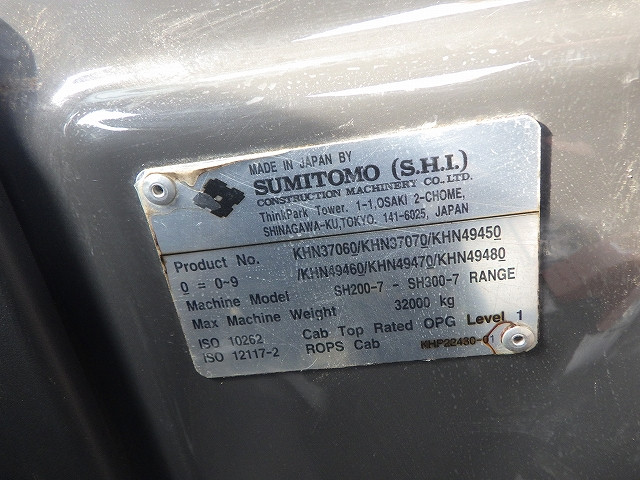 MADE IN JAPAN BY
SUMITOMO (S.H.I.)
CONSTRUCTION MACHINERY CO., LTD.
ThinkPark Tower. 1-1,OSAKI 2-CHOME,
SHINAGAWA-KU,TOKYO. 141-6025, JAPAN
Product No. KHN37060/KHN37070/KHN49450
0 = 0-9 /KHN49460/KHN49470/KHN49480
Machine Model SH200-7 - SH300-7 RANGE
Max Machine Weight 32000 kg
ISO 10262 Cab Top Rated OPG Level 1
ISO 12117-2 ROPS Cab KHP22430-01